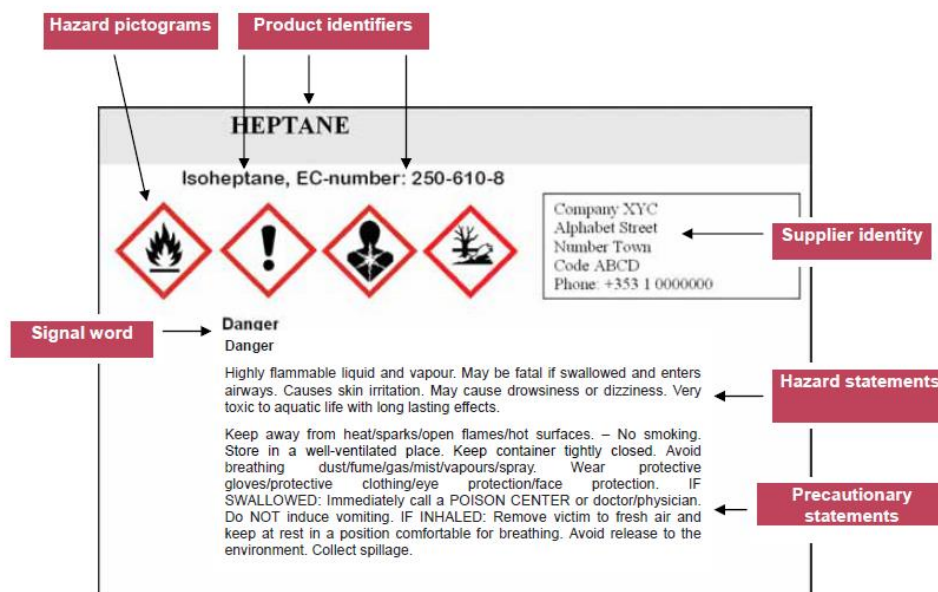 Hazard pictograms
Product identifiers
HEPTANE
Isoheptane, EC-number: 250-610-8
Company XYC
Alphabet Street
Number Town
Code ABCD
Phone: +353 1 0000000
Supplier identity
Signal word
Danger
Danger
Highly flammable liquid and vapour. May be fatal if swallowed and enters
airways. Causes skin irritation. May cause drowsiness or dizziness. Very
toxic to aquatic life with long lasting effects.
Hazard statements
Keep away from heat/sparks/open flames/hot surfaces. – No smoking.
Store in a well-ventilated place. Keep container tightly closed. Avoid
breathing dust/fume/gas/mist/vapours/spray. Wear protective
gloves/protective clothing/eye protection/face protection. IF
SWALLOWED: Immediately call a POISON CENTER or doctor/physician.
Do NOT induce vomiting. IF INHALED: Remove victim to fresh air and
keep at rest in a position comfortable for breathing. Avoid release to the
environment. Collect spillage.
Precautionary
statements